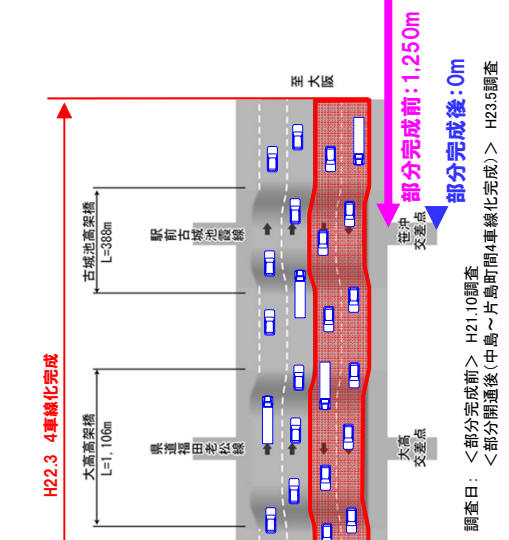 至 大 阪
部分完成前：1,250m
部分完成後：0m
古城池高架橋
L=388m
駅前古城池霞線
笹沖
交差点
H22.3 4車線化完成
大高高架橋
L=1,106m
県道福田老松線
大高
交差点
調査日： ＜部分完成前＞ H21.10調査
＜部分開通後（中島～片島町間4車線化完成）＞ H23.5調査